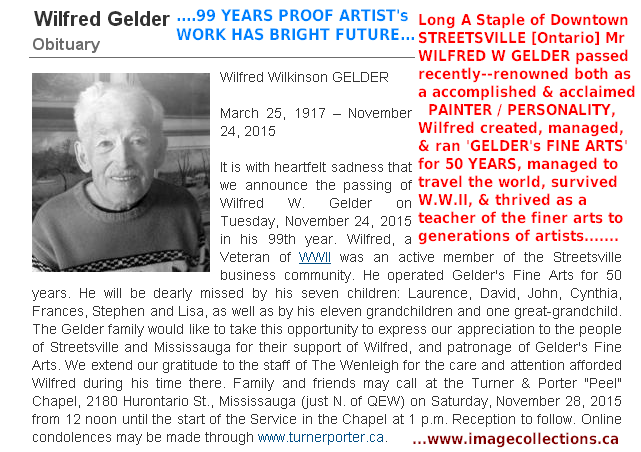 Wilfred Gelder
Obituary
....99 YEARS PROOF ARTIST's
WORK HAS BRIGHT FUTURE...
Long A Staple of Downtown
STREETSVILLE [Ontario] Mr
WILFRED W GELDER passed
recently--renowned both as
a accomplished & acclaimed
PAINTER / PERSONALITY,
Wilfred created, managed,
& ran 'GELDER's FINE ARTS'
for 50 YEARS, managed to
travel the world, survived
W.W.II, & thrived as a
teacher of the finer arts to
generations of artists.......
Wilfred Wilkinson GELDER
March 25, 1917 – November
24, 2015
It is with heartfelt sadness that
we announce the passing of
Wilfred W. Gelder on
Tuesday, November 24, 2015
in his 99th year. Wilfred, a
Veteran of WWII was an active member of the Streetsville
business community. He operated Gelder's Fine Arts for 50
years. He will be dearly missed by his seven children: Laurence, David, John, Cynthia,
Frances, Stephen and Lisa, as well as by his eleven grandchildren and one great-grandchild.
The Gelder family would like to take this opportunity to express our appreciation to the people
of Streetsville and Mississauga for their support of Wilfred, and patronage of Gelder's Fine
Arts. We extend our gratitude to the staff of The Wenleigh for the care and attention afforded
Wilfred during his time there. Family and friends may call at the Turner & Porter "Peel"
Chapel, 2180 Hurontario St., Mississauga (just N. of QEW) on Saturday, November 28, 2015
from 12 noon until the start of the Service in the Chapel at 1 p.m. Reception to follow. Online
condolences may be made through www.turnerporter.ca.
...www.imagecollections.ca